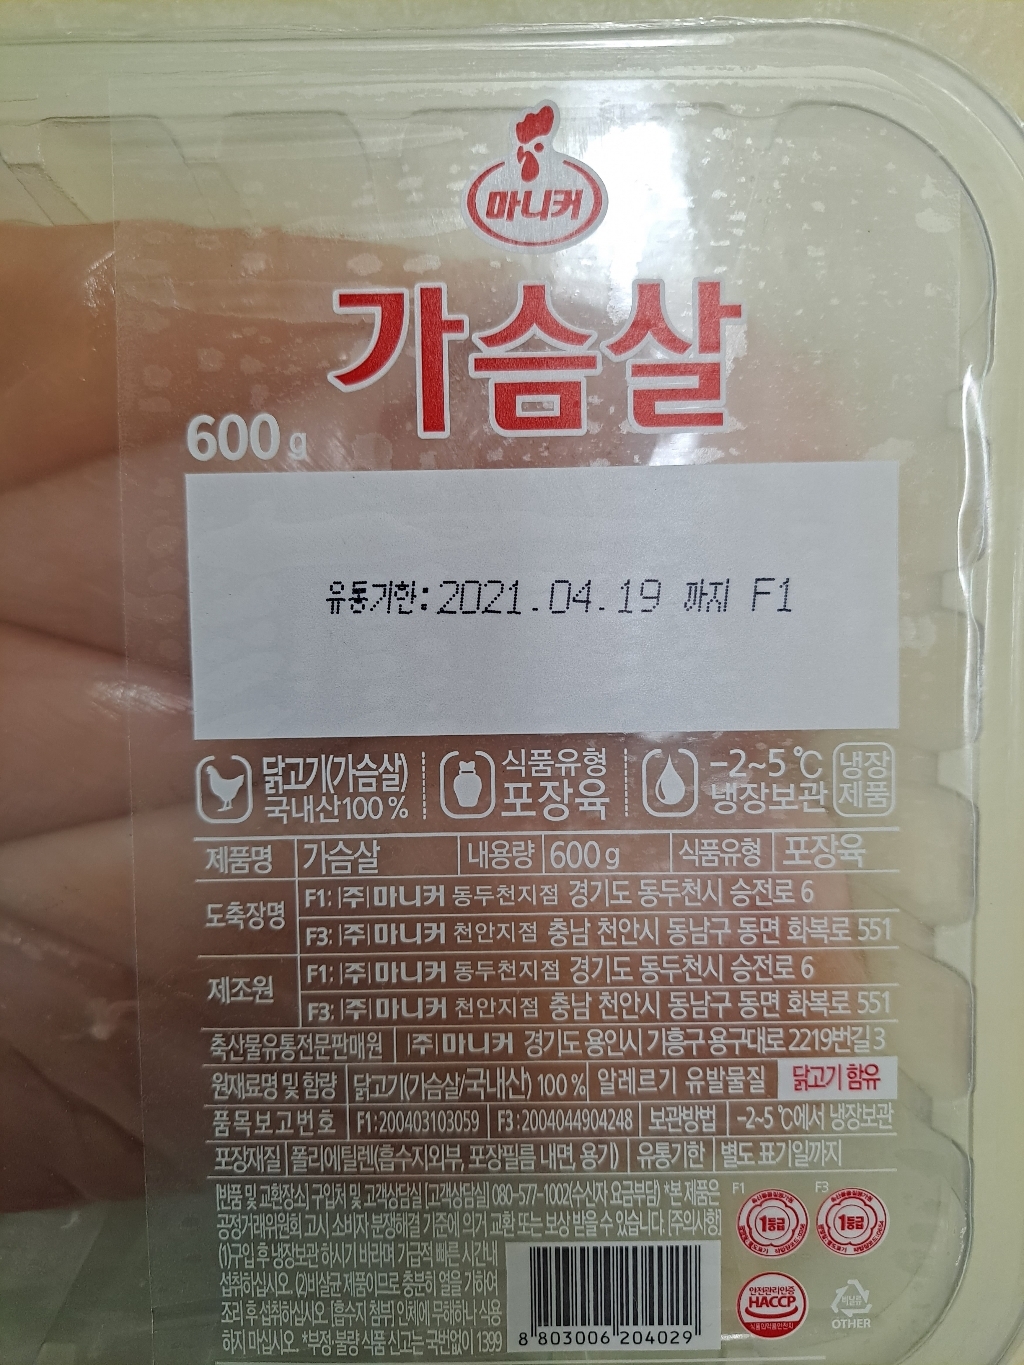 마니커
가슴살
600g
유통기한:2021.04.19 까지 F1
닭고기(가슴살)
국내산100%
식품유형
포장육
-2~5℃
냉장보관
냉장
제품
제품명 가슴살 내용량 600g 식품유형 포장육
도축장명
F1: (주)마니커 동두천지점 경기도 동두천시 승전로 6
F3: (주)마니커 천안지점 충남 천안시 동남구 동면 화복로 551
제조원
F1: (주)마니커 동두천지점 경기도 동두천시 승전로 6
F3: (주)마니커 천안지점 충남 천안시 동남구 동면 화복로 551
축산물유통전문판매원 (주)마니커 경기도 용인시 기흥구 용구대로 2219번길 3
원재료명 및 함량 닭고기(가슴살/국내산) 100% 알레르기 유발물질 닭고기 함유
품목보고번호 F1:200403103059 F3:2004044904248 보관방법 -2~5℃에서 냉장보관
포장재질 폴리에틸렌(흡수지외부, 포장필름 내면, 용기) 유통기한 별도 표기일까지
[반품 및 교환장소] 구입처 및 고객상담실 [고객상담실] 080-577-1002(수신자 요금부담) *본 제품은
공정거래위원회 고시 소비자 분쟁해결 기준에 의거 교환 또는 보상 받을 수 있습니다. [주의사항]
(1)구입 후 냉장보관 하시기 바라며 가급적 빠른 시간내
섭취하십시오. (2)비살균 제품이므로 충분히 열을 가하여
조리 후 섭취하십시오. [흡수지 첨부] 인체에 무해하나 식용
하지 마십시오. *부정·불량 식품 신고는 국번없이 1399
F1 F3
1등급 1등급
안전관리인증
HACCP
식품의약품안전처
비닐류
OTHER
8 803006 204029